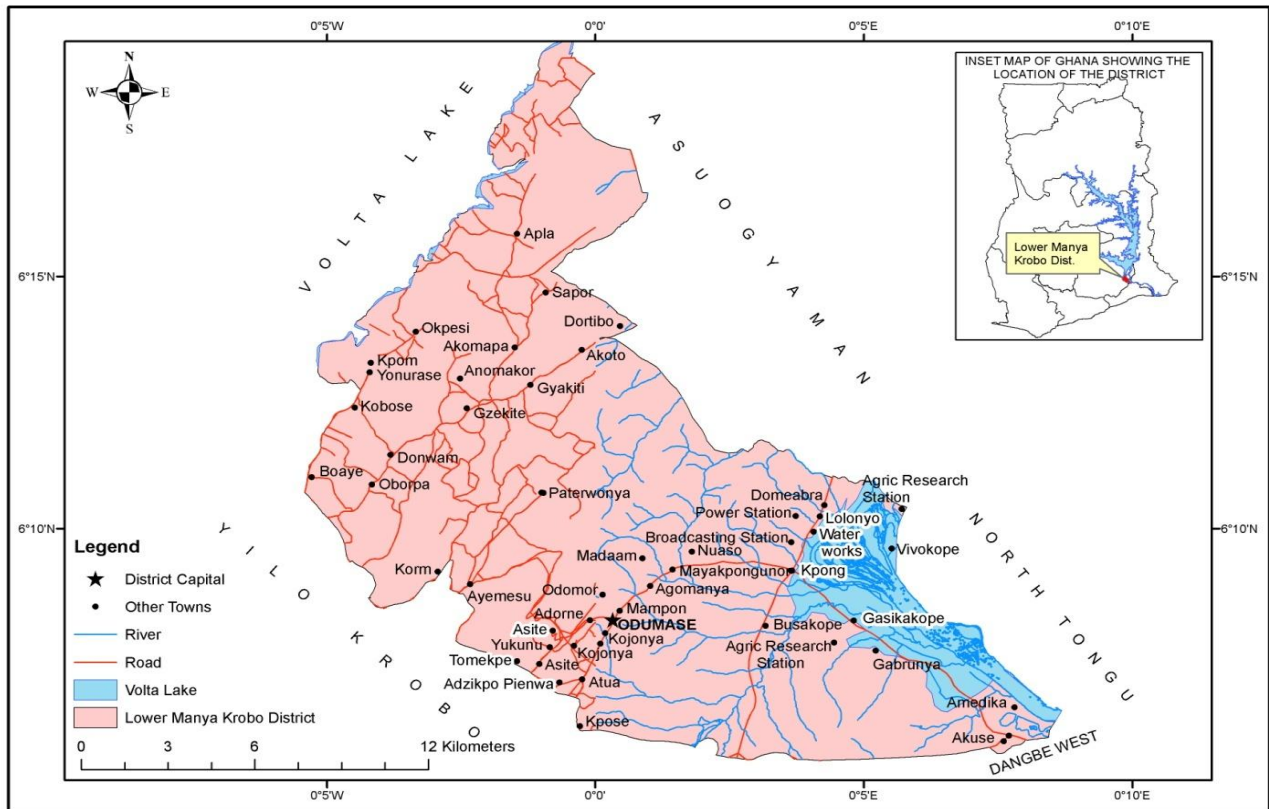 0°5'W
0°0'
0°5'E
0°10'E
N
W
E
S
INSET MAP OF GHANA SHOWING THE
LOCATION OF THE DISTRICT
Lower Manya
Krobo Dist.
VOLTA LAKE
ASUOGYAMAN
6°15'N
6°15'N
Apla
Sapor
Dortibo
Okpesi
Akomapa
Akoto
Kpom
Yonurase
Anomakor
Gyakiti
Kobose
Gzekite
Donwam
Boaye
Oborpa
Paterwonya
Agric Research
Station
Domeabra
Power Station
Lolonyo
6°10'N
6°10'N
Water
works
Broadcasting Station
Nuaso
Vivokope
NORTH TONGU
YILO KROBO
Madaam
Mayakpongunor
Kpong
Korm
Ayemesu
Odomof
Agomanya
Mampon
Adorne
ODUMASE
Gasikakope
Asite
Kojonya
Busakope
Yukunu
Kojonya
Agric Research
Station
Tomekpe
Asite
Gabrunya
Adzikpo Pienwa
Atua
Amedika
Kpose
Akuse
DANGBE WEST
Legend
District Capital
Other Towns
River
Road
Volta Lake
Lower Manya Krobo District
0 3 6 12 Kilometers
0°5'W
0°0'
0°5'E
0°10'E